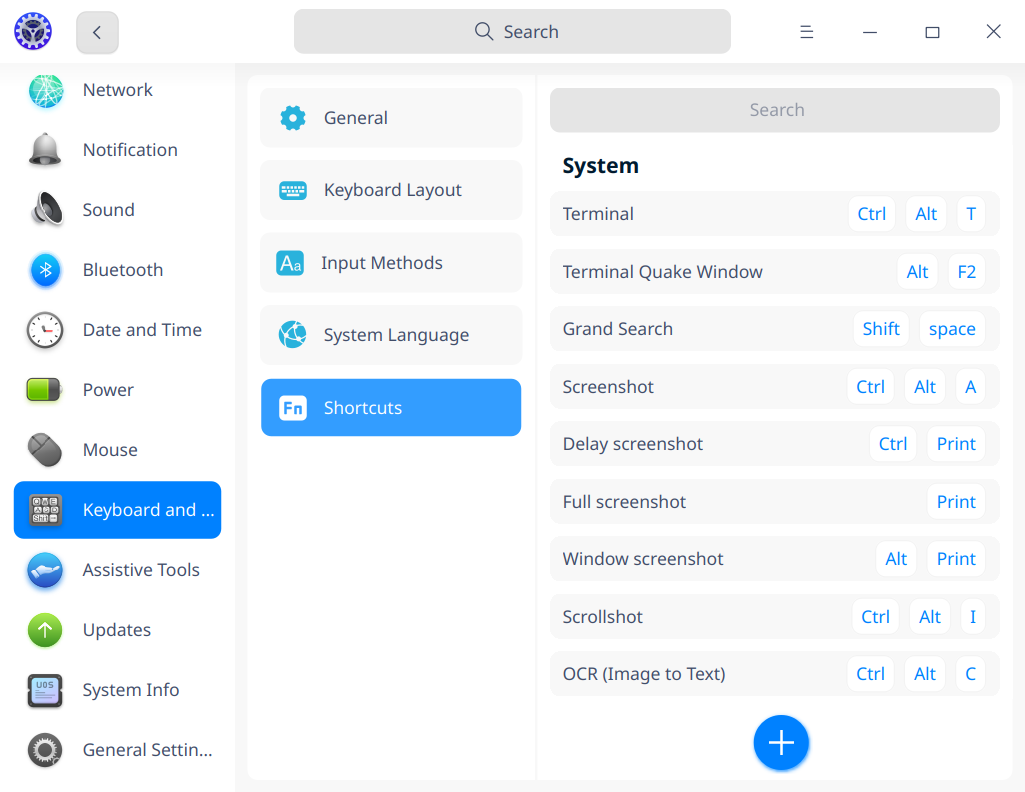 Search
Network
Notification
Sound
Bluetooth
Date and Time
Power
Mouse
Keyboard and ...
Assistive Tools
Updates
System Info
General Settin...
General
Keyboard Layout
Input Methods
System Language
Fn Shortcuts
Search
System
Terminal Ctrl Alt T
Terminal Quake Window Alt F2
Grand Search Shift space
Screenshot Ctrl Alt A
Delay screenshot Ctrl Print
Full screenshot Print
Window screenshot Alt Print
Scrollshot Ctrl Alt I
OCR (Image to Text) Ctrl Alt C